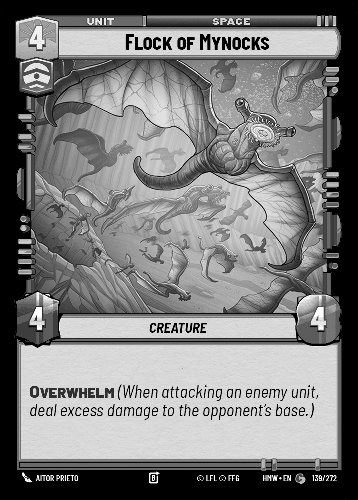 UNIT
SPACE
4
FLOCK OF MYNOCKS
4
4
CREATURE
OVERWHELM (When attacking an enemy unit,
deal excess damage to the opponent's base.)
AITOR PRIETO
© LFL © FFG
HMW • EN
139/272